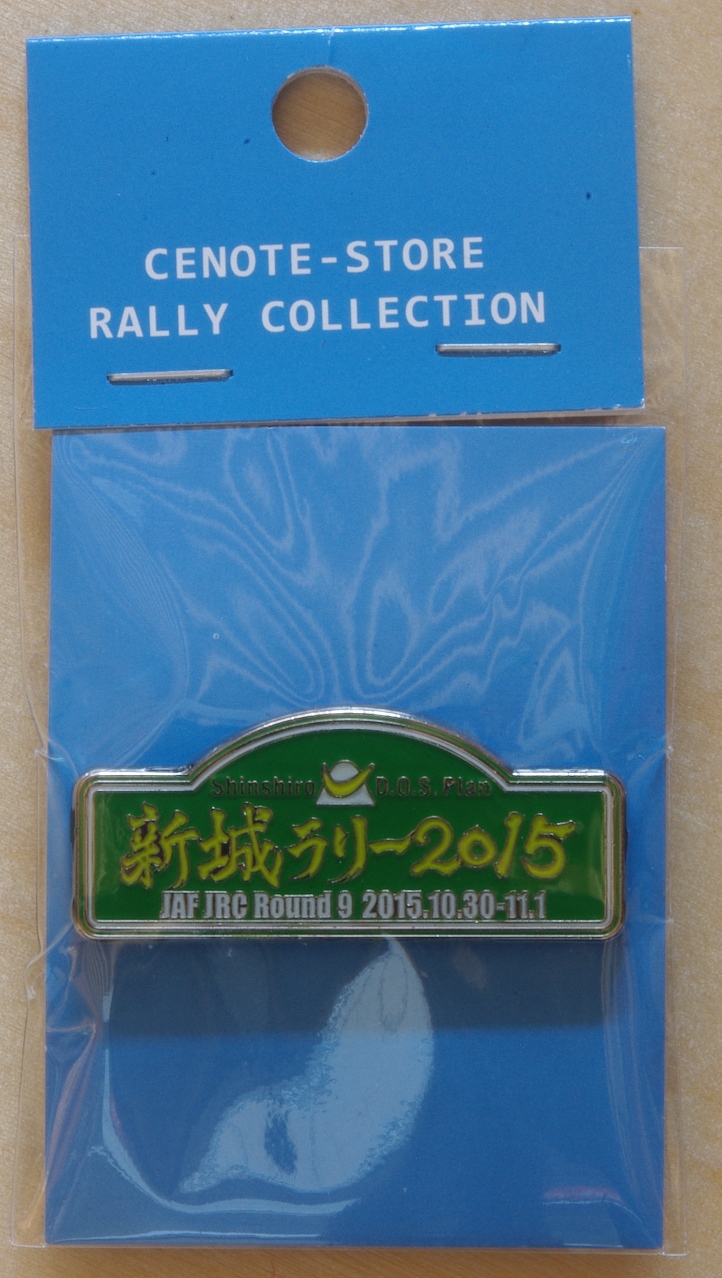 CENOTE-STORE
RALLY COLLECTION
Shinshiro D.O.S. Plan
新城ラリー2015
JAF JRC Round 9 2015.10.30-11.1